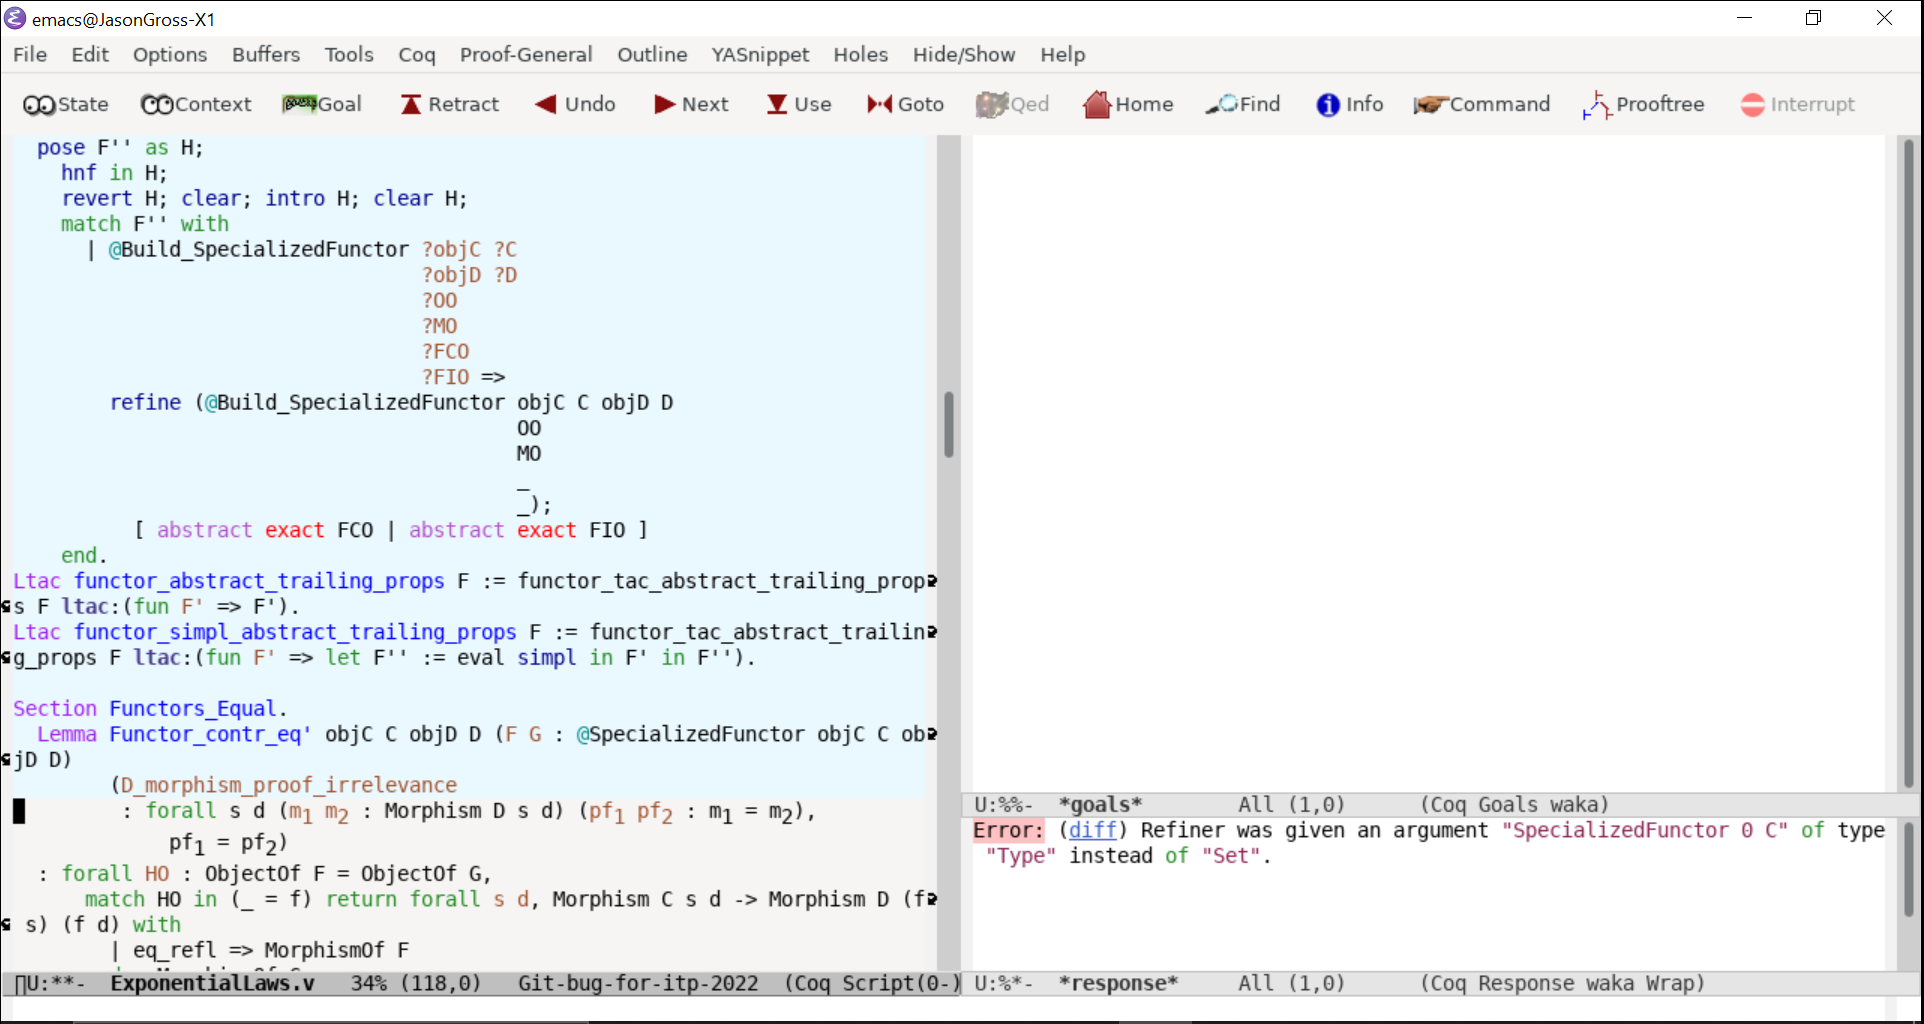 emacs@JasonGross-X1
File Edit Options Buffers Tools Coq Proof-General Outline YASnippet Holes Hide/Show Help
State Context Goal Retract Undo Next Use Goto Qed Home Find Info Command Prooftree Interrupt
pose F'' as H;
hnf in H;
revert H; clear; intro H; clear H;
match F'' with
| @Build_SpecializedFunctor ?objC ?C
?objD ?D
?OO
?MO
?FCO
?FIO =>
refine (@Build_SpecializedFunctor objC C objD D
OO
MO
_
_);
[ abstract exact FCO | abstract exact FIO ]
end.
Ltac functor_abstract_trailing_props F := functor_tac_abstract_trailing_prop
s F ltac:(fun F' => F').
Ltac functor_simpl_abstract_trailing_props F := functor_tac_abstract_trailin
g_props F ltac:(fun F' => let F'' := eval simpl in F' in F'').
Section Functors_Equal.
Lemma Functor_contr_eq' objC C objD D (F G : @SpecializedFunctor objC C ob
jD D)
(D_morphism_proof_irrelevance
: forall s d (m₁ m₂ : Morphism D s d) (pf₁ pf₂ : m₁ = m₂),
pf₁ = pf₂)
: forall HO : ObjectOf F = ObjectOf G,
match HO in (_ = f) return forall s d, Morphism C s d -> Morphism D (f
s) (f d) with
| eq_refl => MorphismOf F
U:**- ExponentialLaws.v 34% (118,0) Git-bug-for-itp-2022 (Coq Script(0-)
U:%%- *goals* All (1,0) (Coq Goals waka)
Error: (diff) Refiner was given an argument "SpecializedFunctor 0 C" of type
"Type" instead of "Set".
U:%*- *response* All (1,0) (Coq Response waka Wrap)